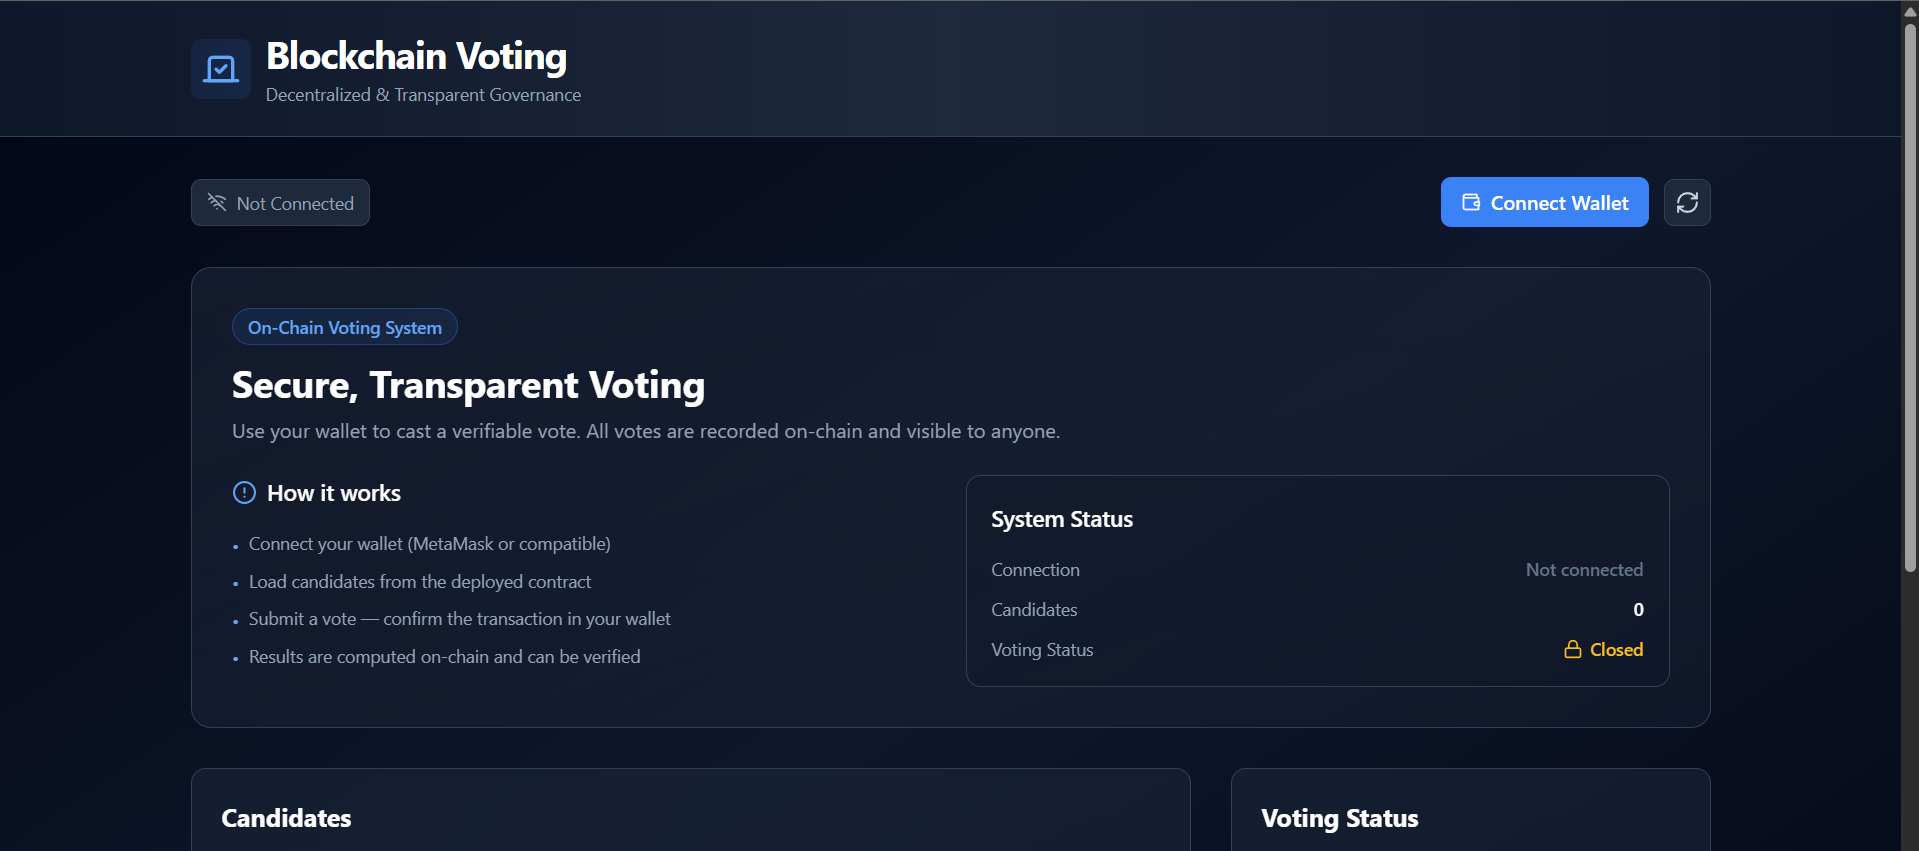 Blockchain Voting
Decentralized & Transparent Governance
Not Connected
Connect Wallet
On-Chain Voting System
Secure, Transparent Voting
Use your wallet to cast a verifiable vote. All votes are recorded on-chain and visible to anyone.
How it works
• Connect your wallet (MetaMask or compatible)
• Load candidates from the deployed contract
• Submit a vote — confirm the transaction in your wallet
• Results are computed on-chain and can be verified
System Status
Connection Not connected
Candidates 0
Voting Status Closed
Candidates
Voting Status